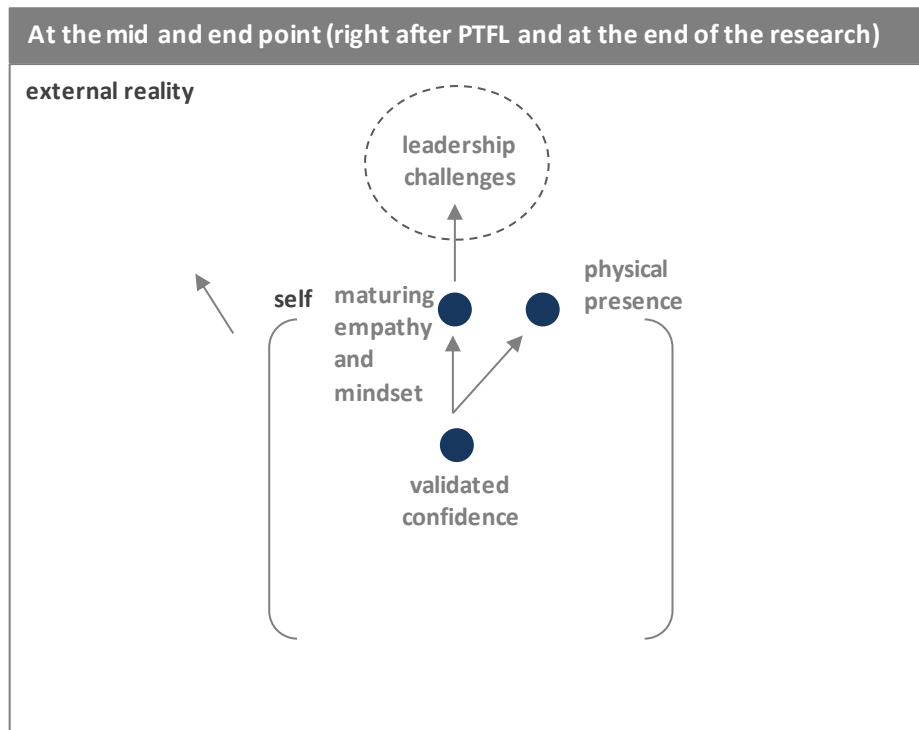 At the mid and end point (right after PTFL and at the end of the research)
external reality
leadership
challenges
physical
presence
self
maturing
empathy
and
mindset
validated
confidence